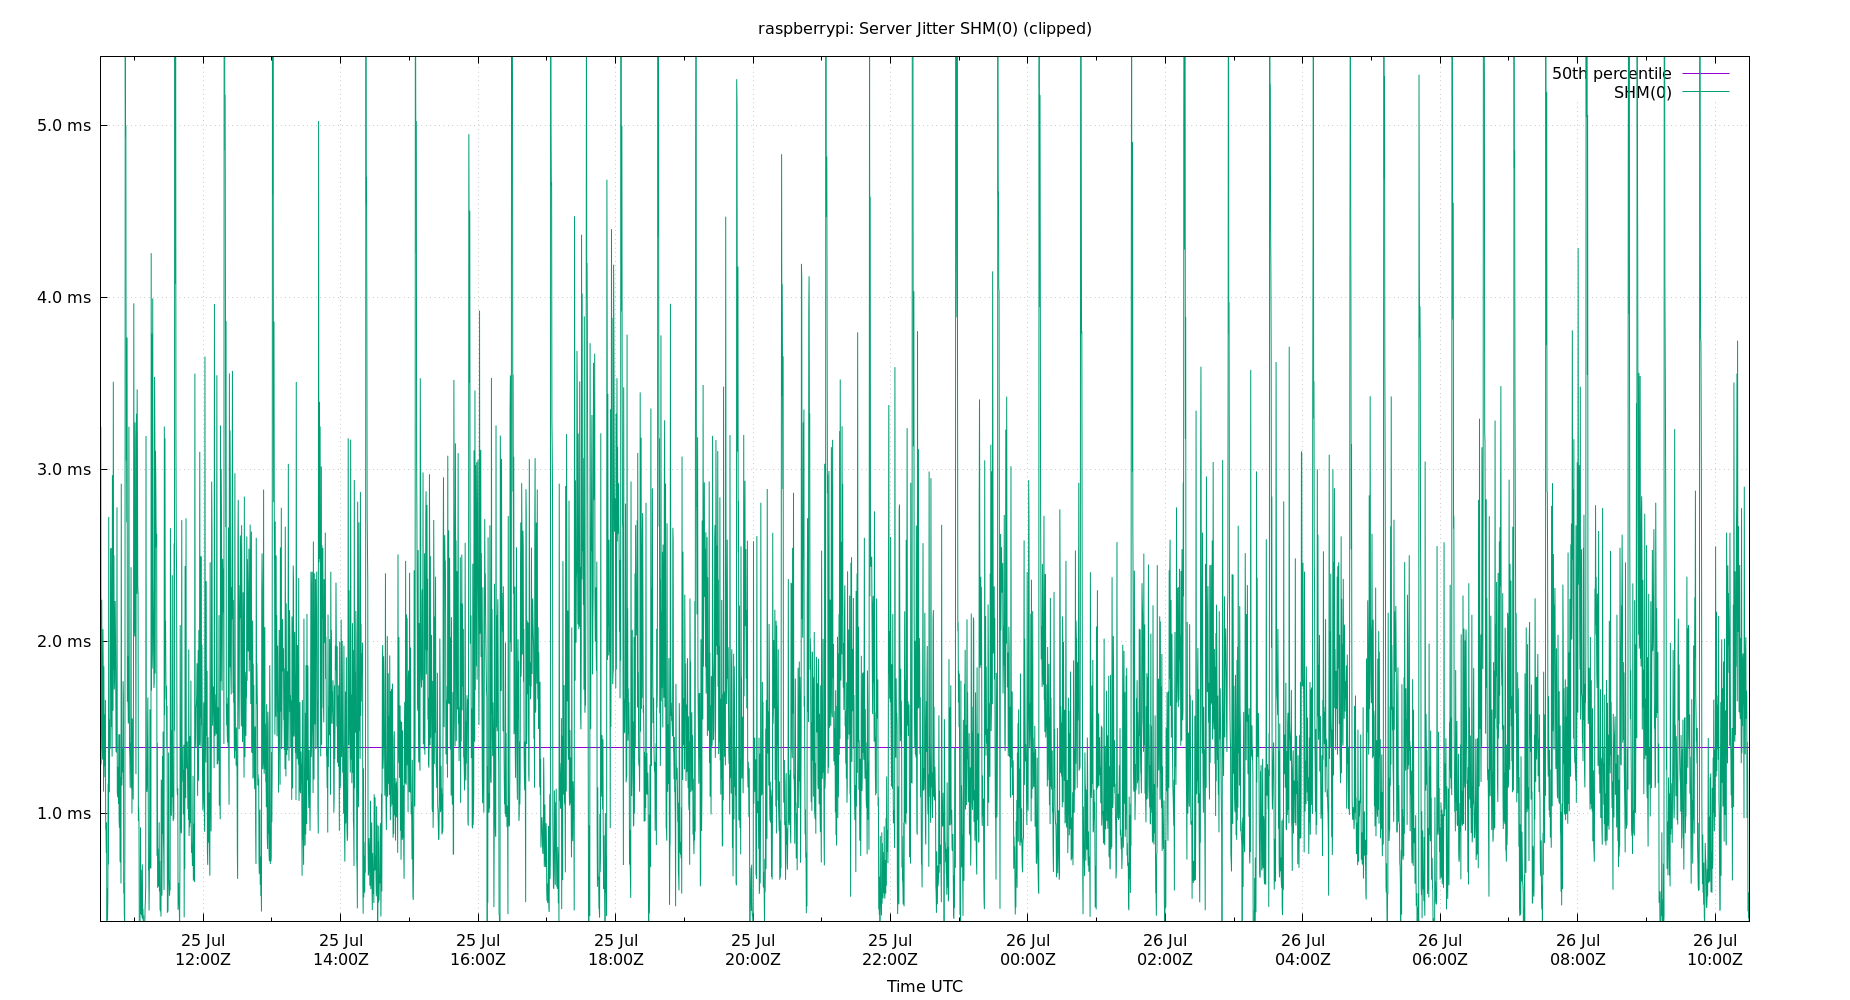 raspberrypi: Server Jitter SHM(0) (clipped)
50th percentile
SHM(0)
5.0 ms
4.0 ms
3.0 ms
2.0 ms
1.0 ms
25 Jul 25 Jul 25 Jul 25 Jul 25 Jul 25 Jul 26 Jul 26 Jul 26 Jul 26 Jul 26 Jul 26 Jul
12:00Z 14:00Z 16:00Z 18:00Z 20:00Z 22:00Z 00:00Z 02:00Z 04:00Z 06:00Z 08:00Z 10:00Z
Time UTC